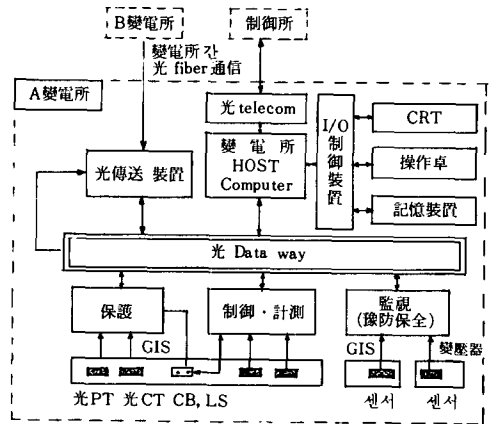 B變電所
制御所
變電所간
光 fiber 通信
A變電所
光 telecom
CRT
變電所
HOST
Computer
I/O
制
御
裝
置
操作卓
光傳送 裝置
記憶裝置
光 Data way
保護
制御·計測
監視
(豫防保全)
GIS
GIS
變壓器
光PT 光CT CB, LS
센서
센서